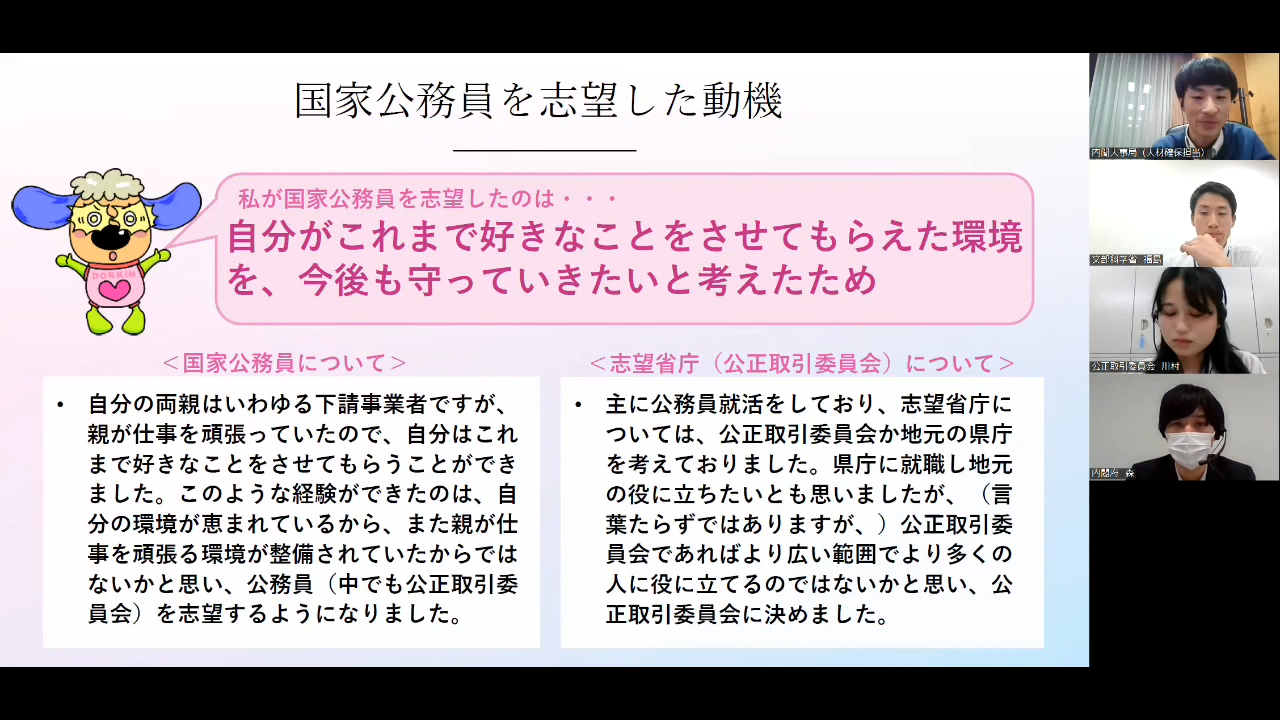 国家公務員を志望した動機
私が国家公務員を志望したのは・・・
自分がこれまで好きなことをさせてもらえた環境
を、今後も守っていきたいと考えたため
DOKKIN
＜国家公務員について＞
• 自分の両親はいわゆる下請事業者ですが、
親が仕事を頑張っていたので、自分はこれ
まで好きなことをさせてもらうことができ
ました。このような経験ができたのは、自
分の環境が恵まれているから、また親が仕
事を頑張る環境が整備されていたからでは
ないかと思い、公務員（中でも公正取引委
員会）を志望するようになりました。
＜志望省庁（公正取引委員会）について＞
• 主に公務員就活をしており、志望省庁に
ついては、公正取引委員会か地元の県庁
を考えておりました。県庁に就職し地元
の役に立ちたいとも思いましたが、（言
葉たらずではありますが、）公正取引委
員会であればより広い範囲でより多くの
人に役に立てるのではないかと思い、公
正取引委員会に決めました。
内閣人事局（人材確保担当）
文部科学省 福島
公正取引委員会 川村
内閣府 森